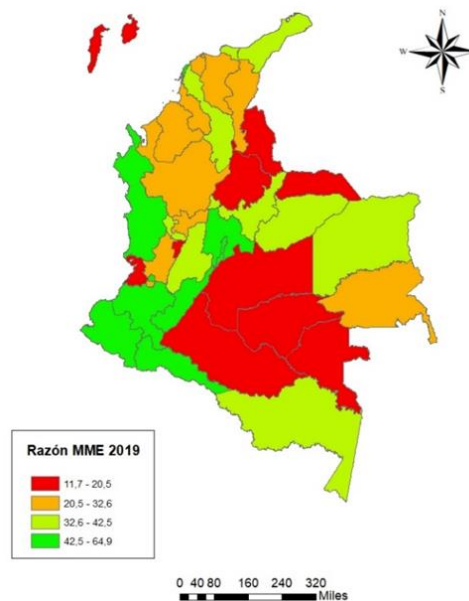 N
W
E
S
Razón MME 2019
11,7 - 20,5
20,5 - 32,6
32,6 - 42,5
42,5 - 64,9
0 40 80 160 240 320
Miles